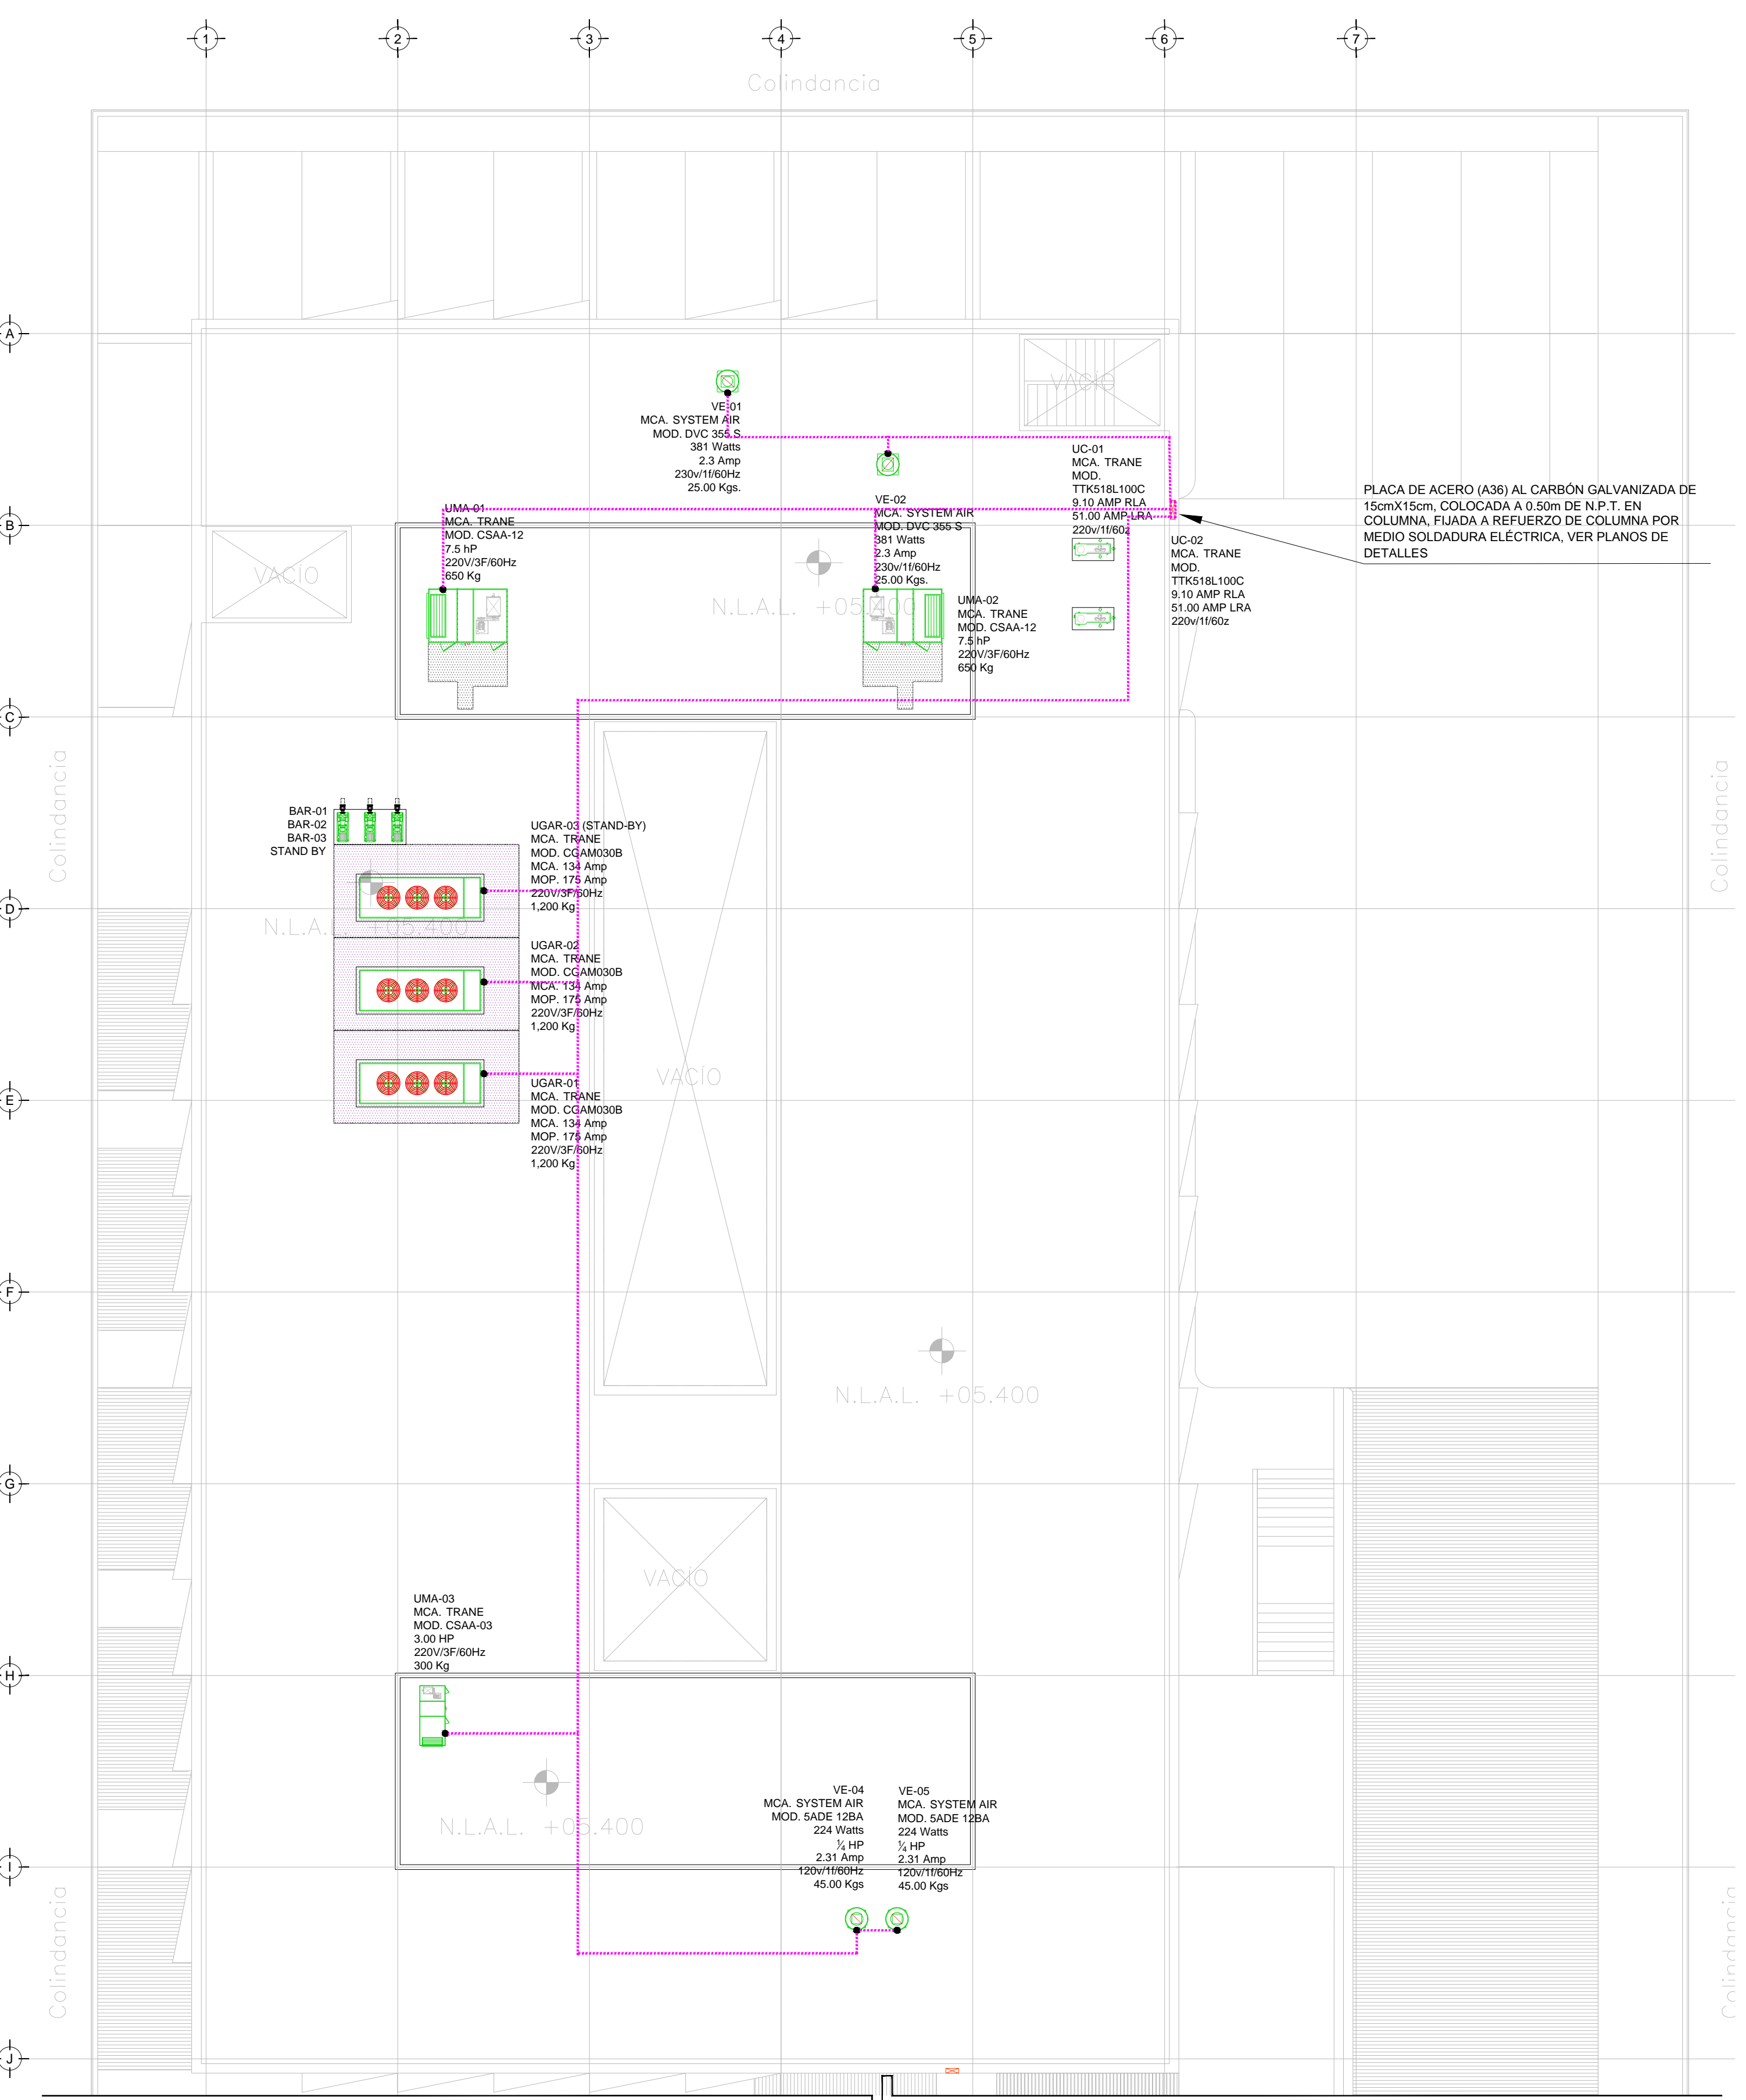 1
2
3
4
5
6
7
Colindancia
A
VACÍO
VE-01
MCA. SYSTEM AIR
MOD. DVC 355 S
381 Watts
2.3 Amp
230v/1f/60Hz
25.00 Kgs.
UC-01
MCA. TRANE
MOD.
TTK518L100C
9.10 AMP RLA
51.00 AMP LRA
220v/1f/60z
PLACA DE ACERO (A36) AL CARBÓN GALVANIZADA DE
15cmX15cm, COLOCADA A 0.50m DE N.P.T. EN
COLUMNA, FIJADA A REFUERZO DE COLUMNA POR
MEDIO SOLDADURA ELÉCTRICA, VER PLANOS DE
DETALLES
B
UMA-01
MCA. TRANE
MOD. CSAA-12
7.5 hP
220V/3F/60Hz
650 Kg
VE-02
MCA. SYSTEM AIR
MOD. DVC 355 S
381 Watts
2.3 Amp
230v/1f/60Hz
25.00 Kgs.
UC-02
MCA. TRANE
MOD.
TTK518L100C
9.10 AMP RLA
51.00 AMP LRA
220v/1f/60z
VACÍO
N.L.A.L. +05.400
UMA-02
MCA. TRANE
MOD. CSAA-12
7.5 hP
220V/3F/60Hz
650 Kg
C
Colindancia
Colindancia
BAR-01
BAR-02
BAR-03
STAND BY
UGAR-03 (STAND-BY)
MCA. TRANE
MOD. CGAM030B
MCA. 134 Amp
MOP. 175 Amp
220V/3F/60Hz
1,200 Kg
D
N.L.A.L. +05.400
UGAR-02
MCA. TRANE
MOD. CGAM030B
MCA. 134 Amp
MOP. 175 Amp
220V/3F/60Hz
1,200 Kg
VACÍO
E
UGAR-01
MCA. TRANE
MOD. CGAM030B
MCA. 134 Amp
MOP. 175 Amp
220V/3F/60Hz
1,200 Kg
F
N.L.A.L. +05.400
G
VACÍO
UMA-03
MCA. TRANE
MOD. CSAA-03
3.00 HP
220V/3F/60Hz
300 Kg
H
N.L.A.L. +05.400
VE-04
MCA. SYSTEM AIR
MOD. 5ADE 12BA
224 Watts
¼ HP
2.31 Amp
120v/1f/60Hz
45.00 Kgs
VE-05
MCA. SYSTEM AIR
MOD. 5ADE 12BA
224 Watts
¼ HP
2.31 Amp
120v/1f/60Hz
45.00 Kgs
I
Colindancia
Colindancia
J